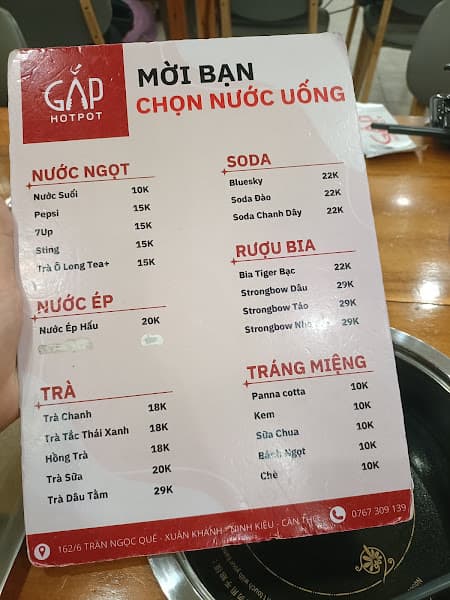 GẮP
HOTPOT
MỜI BẠN
CHỌN NƯỚC UỐNG
NƯỚC NGỌT
Nước Suối 10K
Pepsi 15K
7Up 15K
Sting 15K
Trà Ô Long Tea+ 15K
NƯỚC ÉP
Nước Ép Hấu 20K
TRÀ
Trà Chanh 18K
Trà Tắc Thái Xanh 18K
Hồng Trà 18K
Trà Sữa 20K
Trà Dâu Tằm 29K
SODA
Bluesky 22K
Soda Đào 22K
Soda Chanh Dây 22K
RƯỢU BIA
Bia Tiger Bạc 22K
Strongbow Dâu 29K
Strongbow Táo 29K
Strongbow 29K
TRÁNG MIỆNG
Panna cotta 10K
Kem 10K
Sữa Chua 10K
Bánh Ngọt 10K
Chè 10K
162/6 TRẦN NGỌC QUẾ - XUÂN KHÁNH - NINH KIỀU - CẦN THƠ
0767 309 139
GẮP